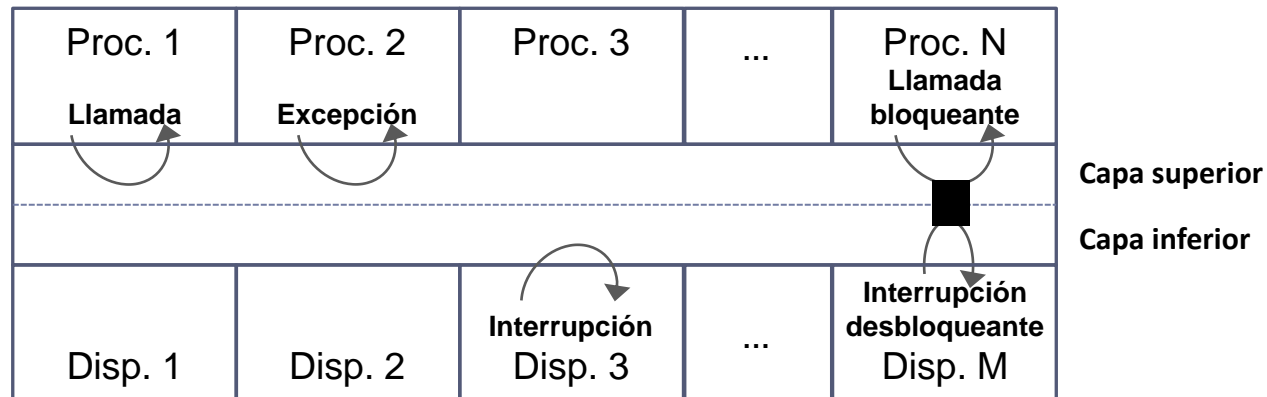 Proc. 1
Proc. 2
Proc. 3
...
Proc. N
Llamada
Excepción
Llamada
bloqueante
Capa superior
Capa inferior
Interrupción
Interrupción
desbloqueante
Disp. 1
Disp. 2
Disp. 3
...
Disp. M